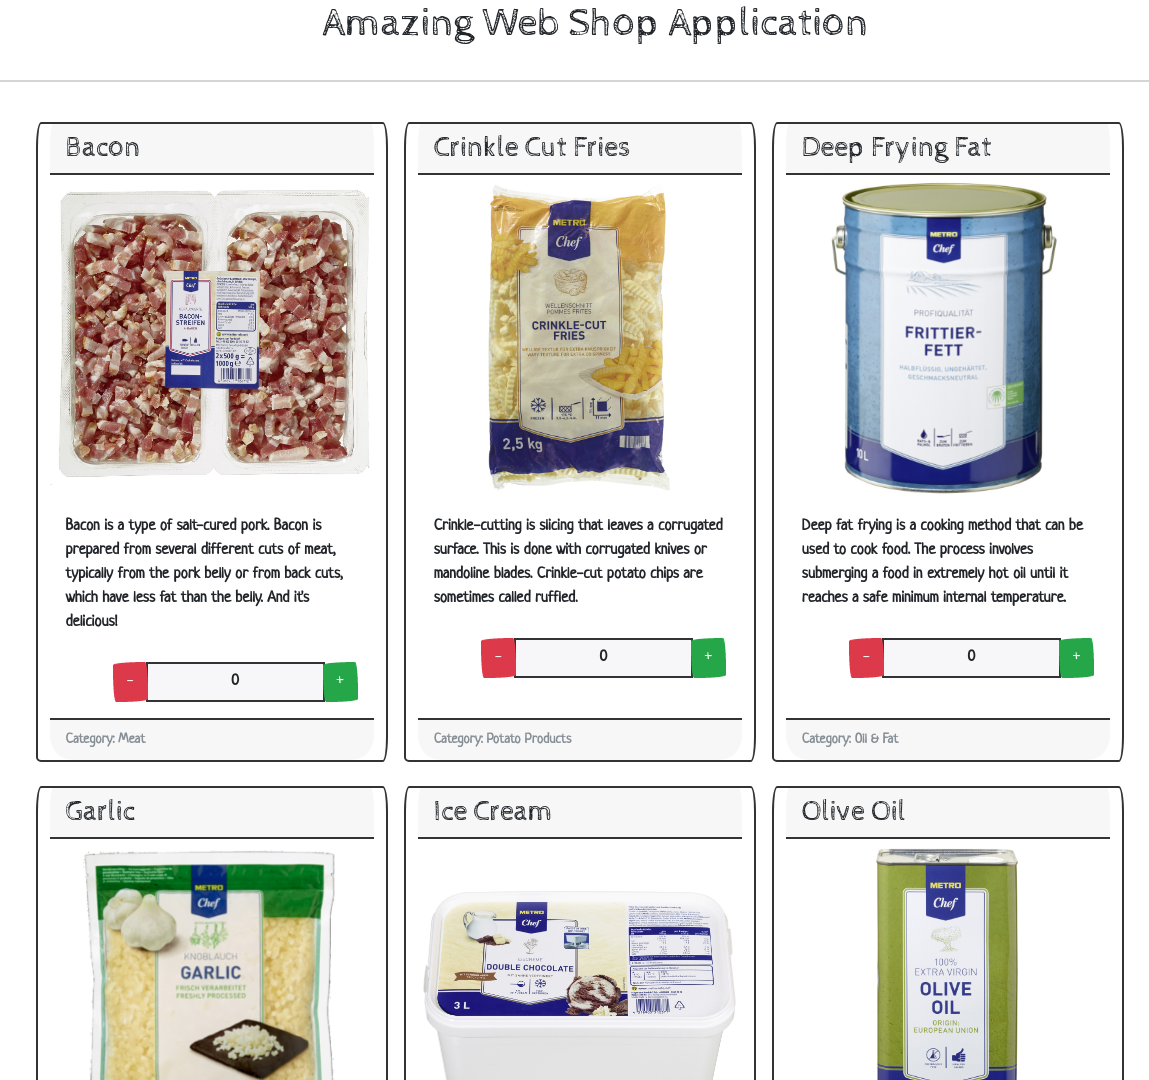 Amazing Web Shop Application
Bacon
METRO
Chef
BACON-
STREIFEN
2x500 g =
1000 g
Bacon is a type of salt-cured pork. Bacon is
prepared from several different cuts of meat,
typically from the pork belly or from back cuts,
which have less fat than the belly. And it's
delicious!
–
0
+
Category: Meat
Crinkle Cut Fries
METRO
Chef
WELLENSCHNITT
POMMES FRITES
CRINKLE-CUT
FRIES
2,5 kg
Crinkle-cutting is slicing that leaves a corrugated
surface. This is done with corrugated knives or
mandoline blades. Crinkle-cut potato chips are
sometimes called ruffled.
–
0
+
Category: Potato Products
Deep Frying Fat
METRO
Chef
PROFIQUALITÄT
FRITTIER-
FETT
HALBFLÜSSIG, UNGEHÄRTET,
GESCHMACKSNEUTRAL
10 L
Deep fat frying is a cooking method that can be
used to cook food. The process involves
submerging a food in extremely hot oil until it
reaches a safe minimum internal temperature.
–
0
+
Category: Oil & Fat
Garlic
METRO
Chef
KNOBLAUCH
GARLIC
FRISCH VERARBEITET
FRESHLY PROCESSED
Ice Cream
METRO
Chef
DOUBLE CHOCOLATE
3 L
Olive Oil
METRO
Chef
100%
EXTRA VIRGIN
OLIVE
OIL
ORIGIN:
EUROPEAN UNION